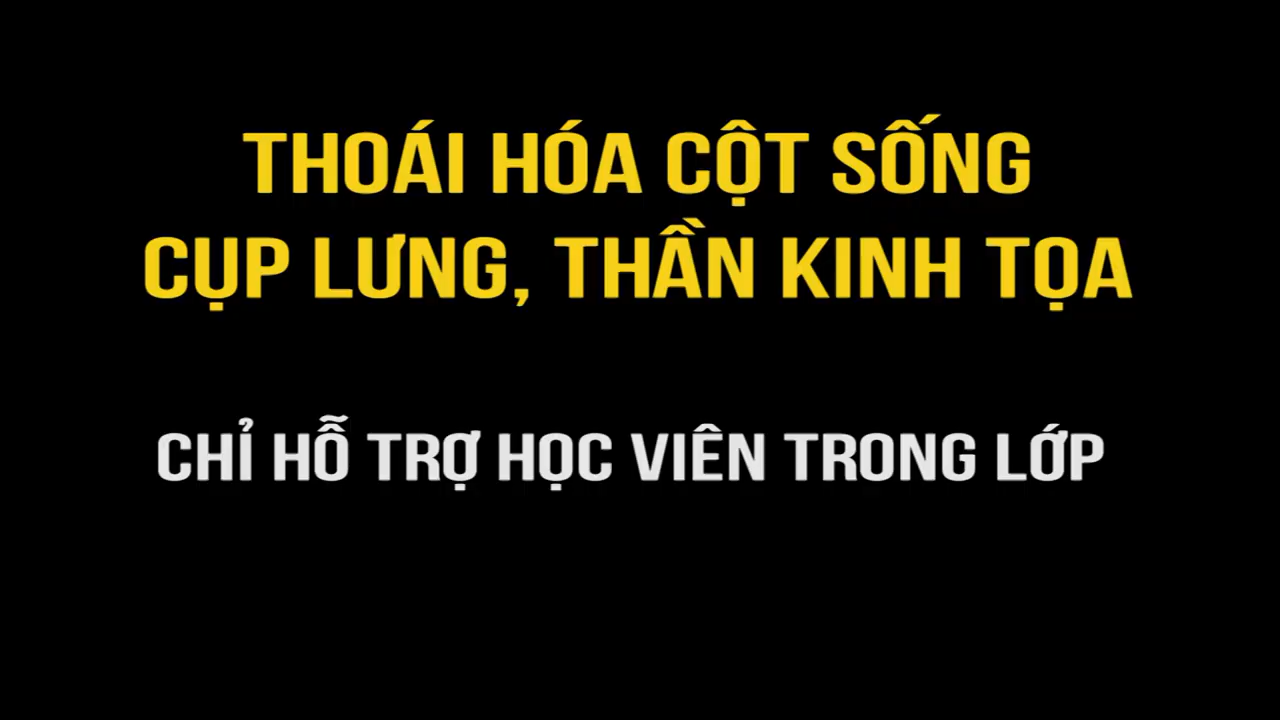 THOÁI HÓA CỘT SỐNG
CỤP LƯNG, THẦN KINH TỌA
CHỈ HỖ TRỢ HỌC VIÊN TRONG LỚP